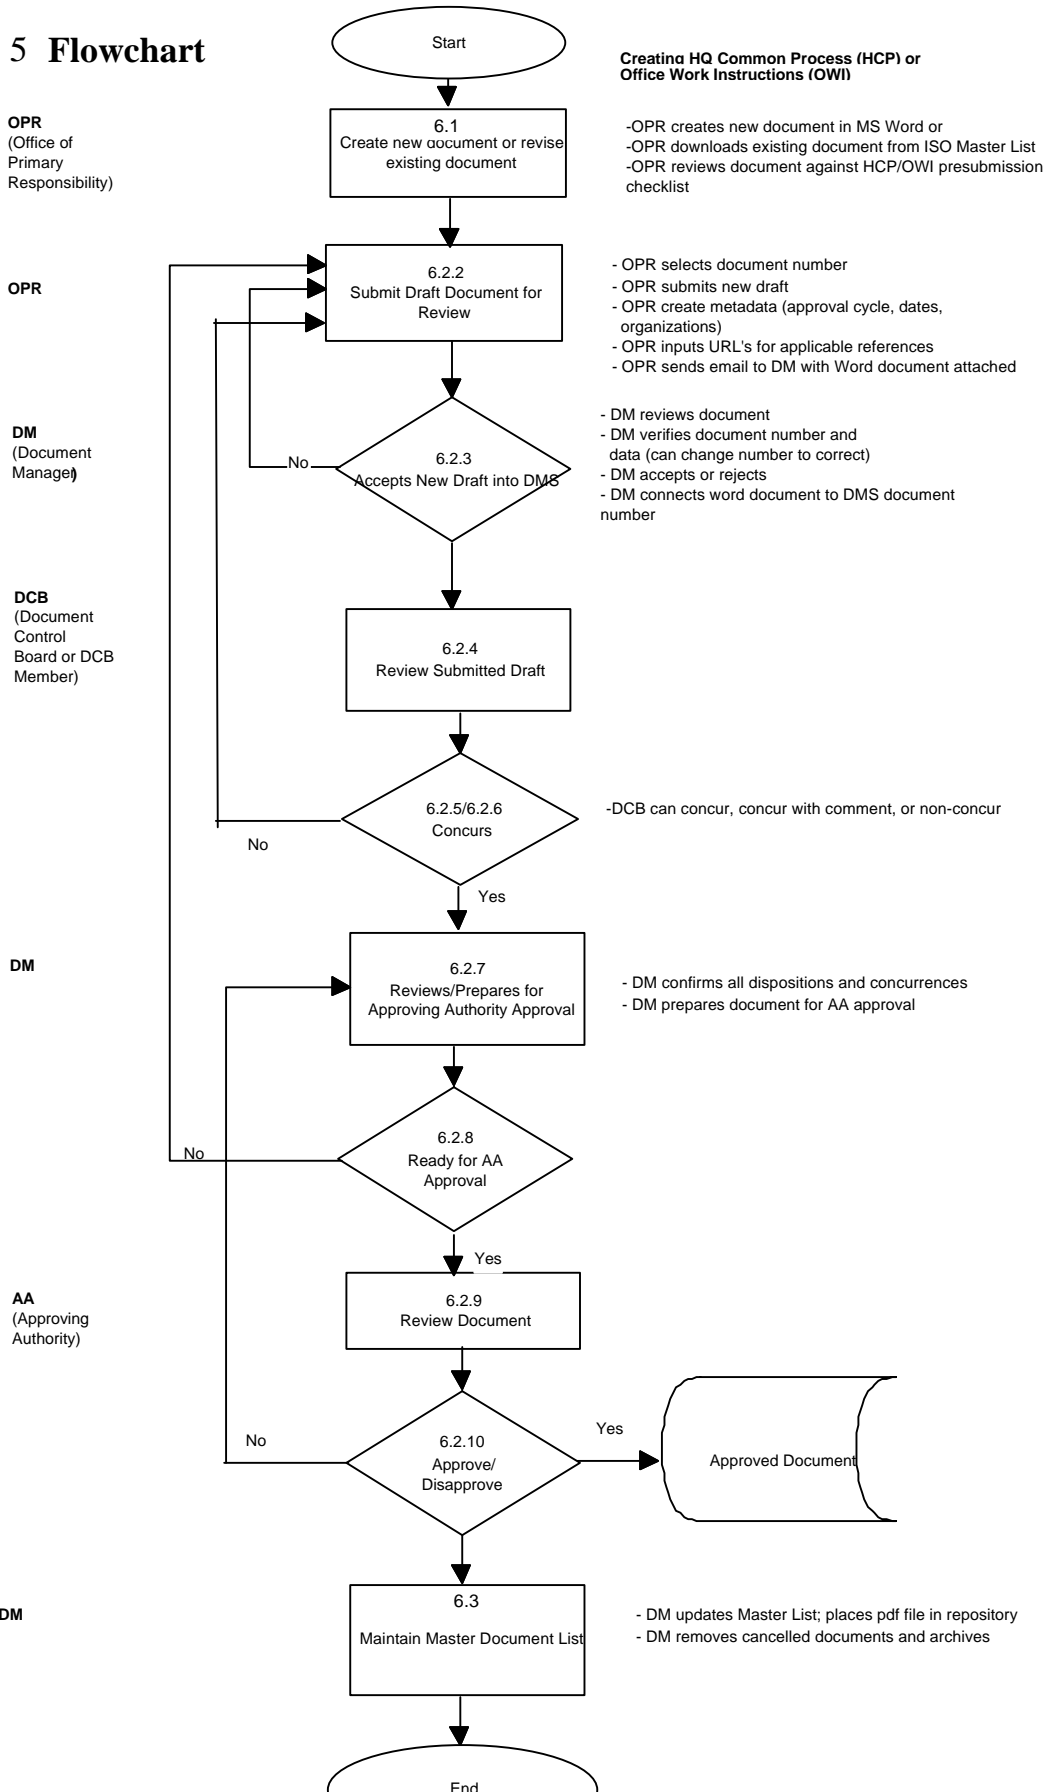 5 Flowchart
Start
Creating HQ Common Process (HCP) or
Office Work Instructions (OWI)
OPR
(Office of
Primary
Responsibility)
6.1
Create new document or revise
existing document
-OPR creates new document in MS Word or
-OPR downloads existing document from ISO Master List
-OPR reviews document against HCP/OWI presubmission
checklist
OPR
6.2.2
Submit Draft Document for
Review
- OPR selects document number
- OPR submits new draft
- OPR create metadata (approval cycle, dates,
organizations)
- OPR inputs URL's for applicable references
- OPR sends email to DM with Word document attached
DM
(Document
Manager)
No
6.2.3
Accepts New Draft into DMS
- DM reviews document
- DM verifies document number and
data (can change number to correct)
- DM accepts or rejects
- DM connects word document to DMS document
number
DCB
(Document
Control
Board or DCB
Member)
6.2.4
Review Submitted Draft
6.2.5/6.2.6
Concurs
-DCB can concur, concur with comment, or non-concur
No
Yes
DM
6.2.7
Reviews/Prepares for
Approving Authority Approval
- DM confirms all dispositions and concurrences
- DM prepares document for AA approval
6.2.8
Ready for AA
Approval
No
Yes
AA
(Approving
Authority)
6.2.9
Review Document
No
6.2.10
Approve/
Disapprove
Yes
Approved Document
DM
6.3
Maintain Master Document List
- DM updates Master List; places pdf file in repository
- DM removes cancelled documents and archives
End